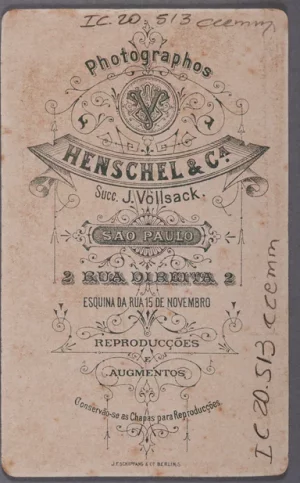 IC.20.513 ccemm
Photographos
V
HENSCHEL & Cª.
Succ. J. Völlsack.
SÃO PAULO
2 RUA DIREITA 2
ESQUINA DA RUA 15 DE NOVEMBRO
REPRODUCÇÕES
E
AUGMENTOS
Conservão-se as Chapas para Reproducções.
IC 20.513 ccemm